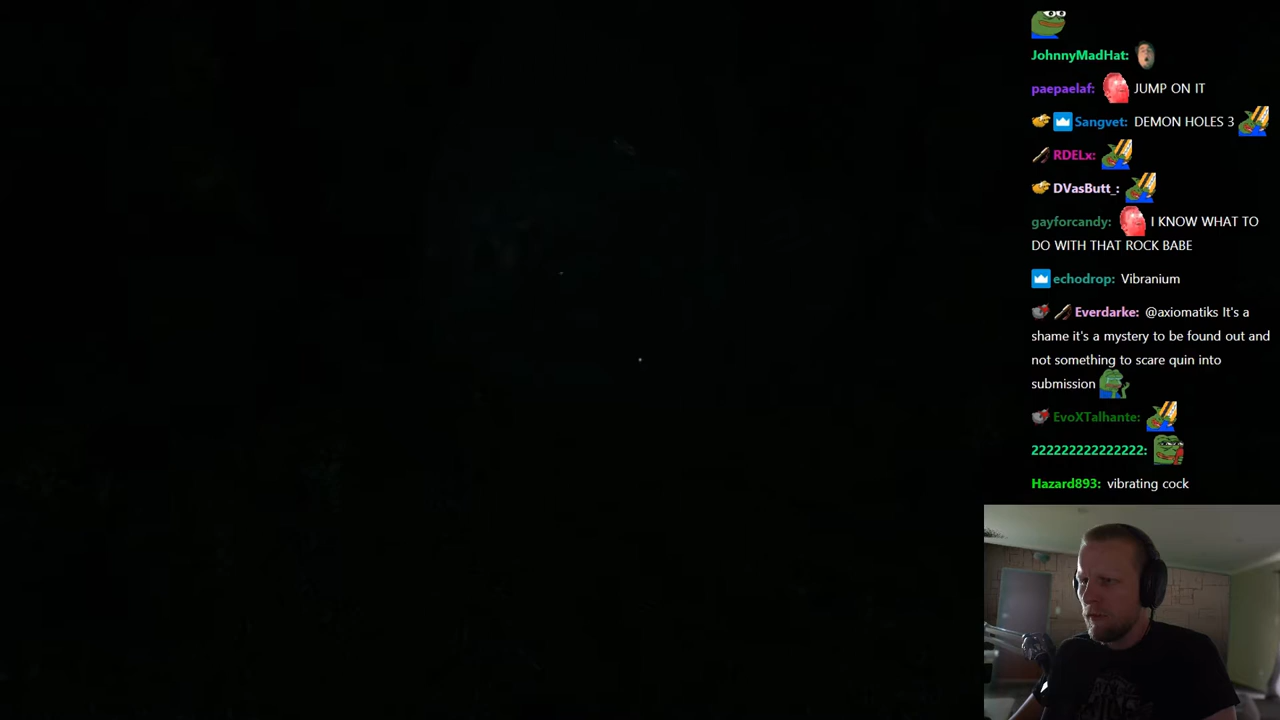 JohnnyMadHat:
paepaelaf: JUMP ON IT
Sangvet: DEMON HOLES 3
RDELx:
DVasButt_:
gayforcandy: I KNOW WHAT TO
DO WITH THAT ROCK BABE
echodrop: Vibranium
Everdarke: @axiomatiks It's a
shame it's a mystery to be found out and
not something to scare quin into
submission
EvoXTalhante:
222222222222222:
Hazard893: vibrating cock